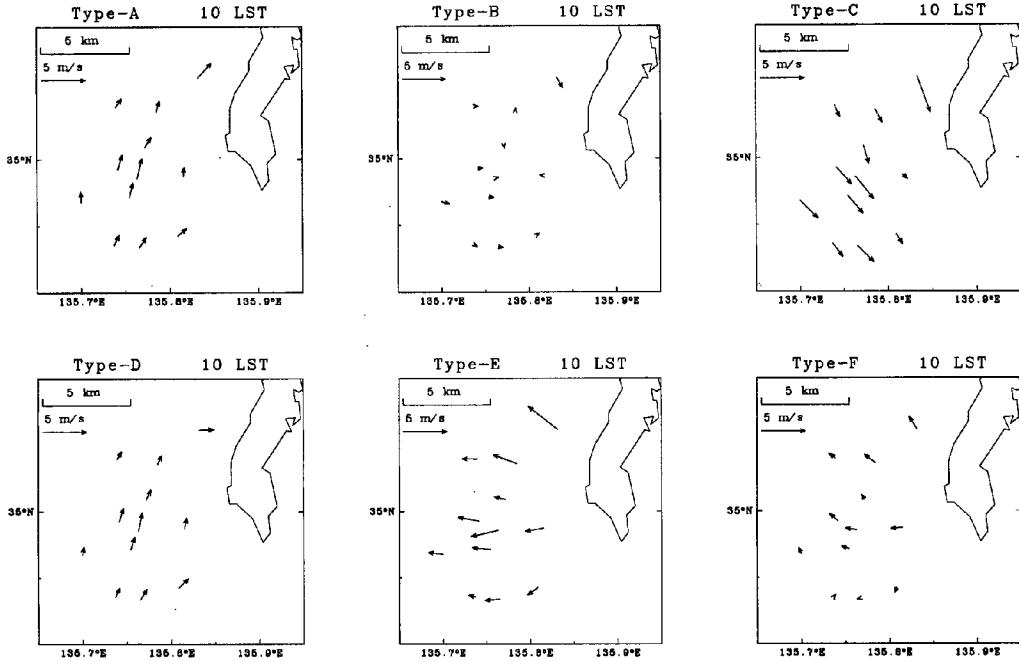 Type-A 10 LST
5 km
5 m/s
35°N
135.7°E 135.8°E 135.9°E
Type-B 10 LST
5 km
5 m/s
35°N
135.7°E 135.8°E 135.9°E
Type-C 10 LST
5 km
5 m/s
35°N
135.7°E 135.8°E 135.9°E
Type-D 10 LST
5 km
5 m/s
35°N
135.7°E 135.8°E 135.9°E
Type-E 10 LST
5 km
5 m/s
35°N
135.7°E 135.8°E 135.9°E
Type-F 10 LST
5 km
5 m/s
35°N
135.7°E 135.8°E 135.9°E